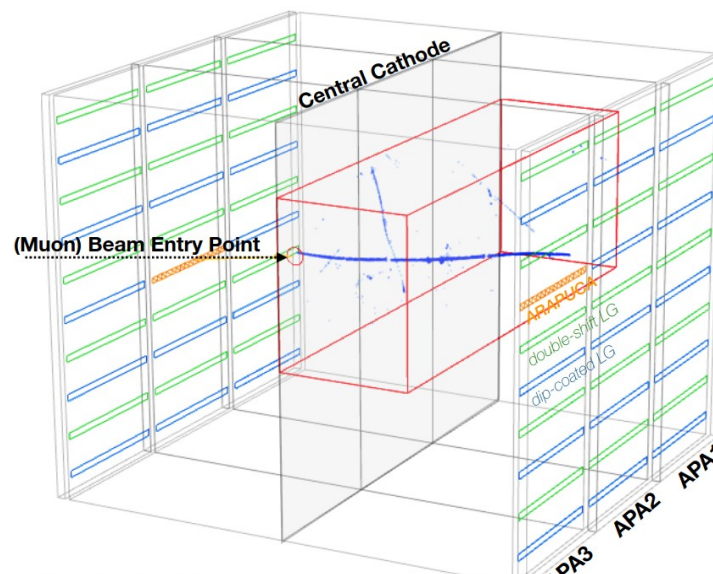 Central Cathode
(Muon) Beam Entry Point
ARAPUCA
double-shift LG
dip-coated LG
APA2